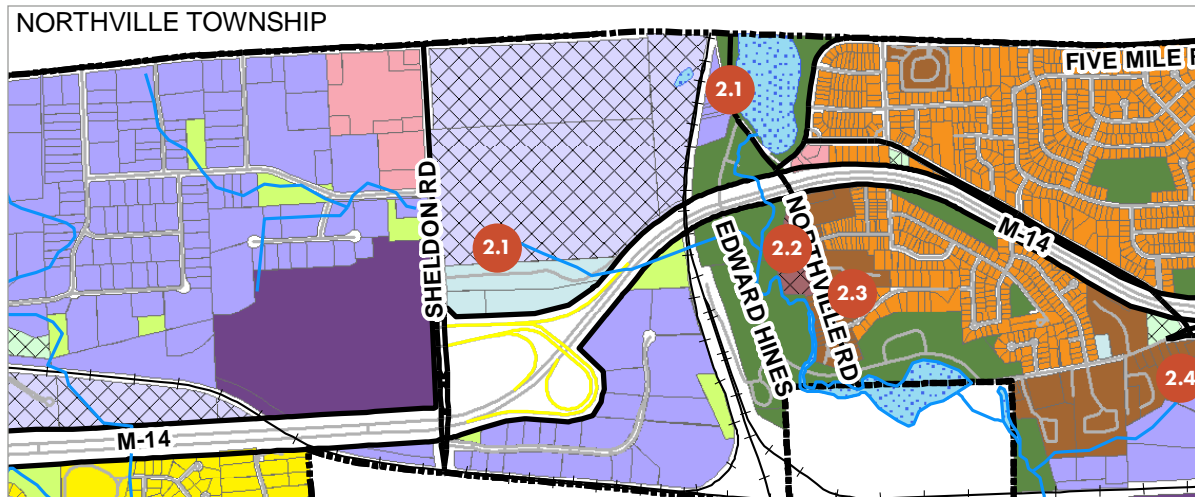 NORTHVILLE TOWNSHIP
FIVE MILE R
2.1
SHELDON RD
2.1
M-14
2.2
NORTHVILLE RD
EDWARD HINES
2.3
2.4
M-14